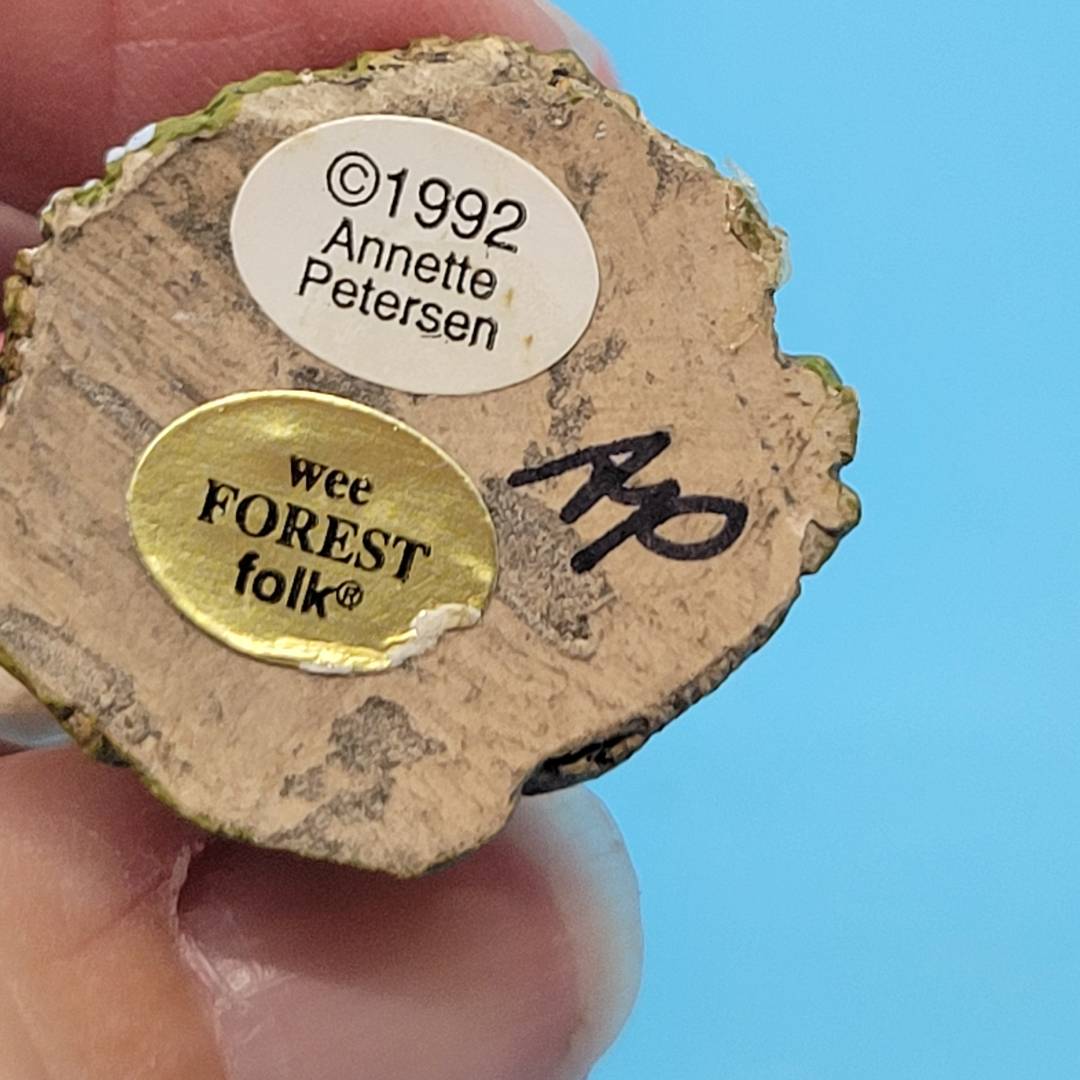 ©1992
Annette
Petersen
wee
FOREST
folk®
AP